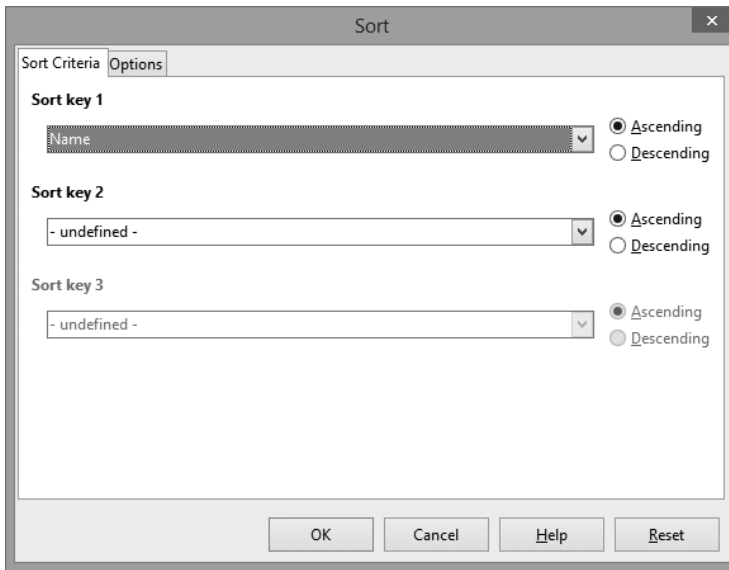 Sort
Sort Criteria Options
Sort key 1
Name
Ascending
Descending
Sort key 2
- undefined -
Ascending
Descending
Sort key 3
- undefined -
Ascending
Descending
OK Cancel Help Reset